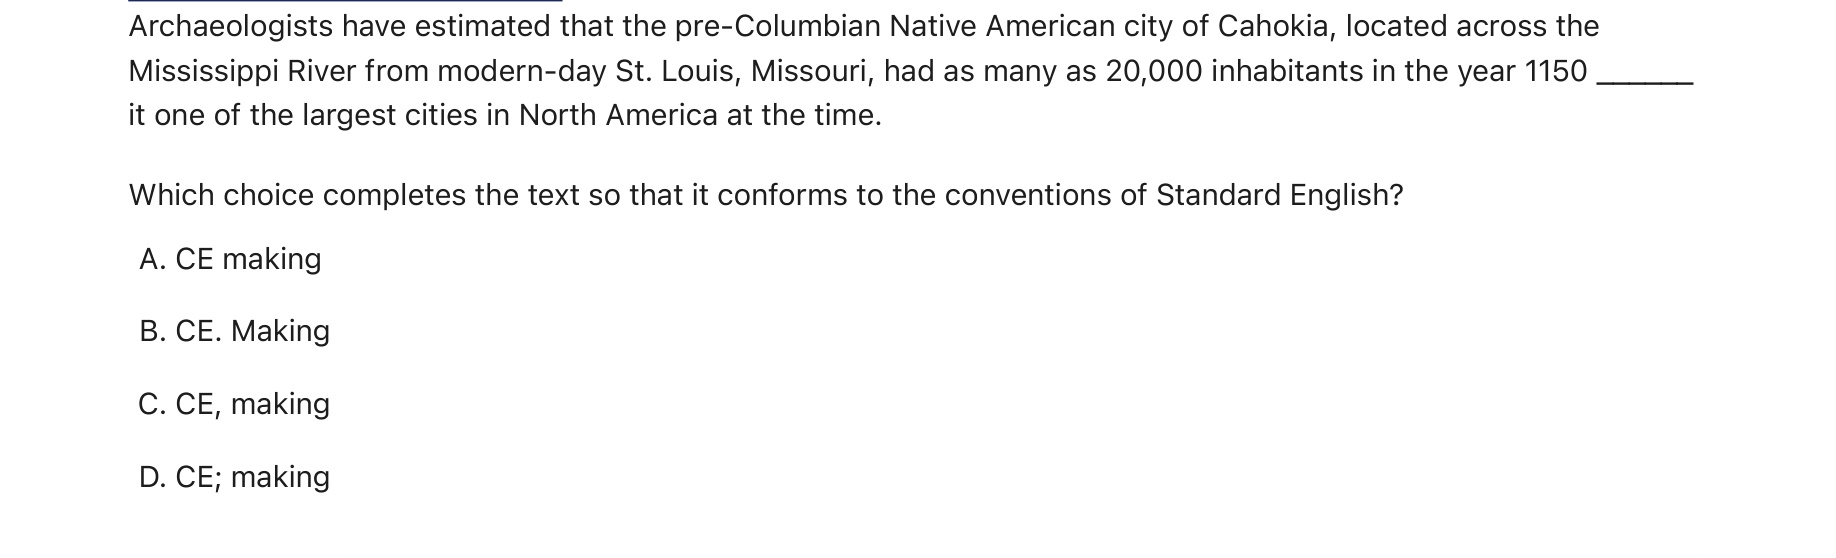 Archaeologists have estimated that the pre-Columbian Native American city of Cahokia, located across the
Mississippi River from modern-day St. Louis, Missouri, had as many as 20,000 inhabitants in the year 1150 ______
it one of the largest cities in North America at the time.
Which choice completes the text so that it conforms to the conventions of Standard English?
A. CE making
B. CE. Making
C. CE, making
D. CE; making